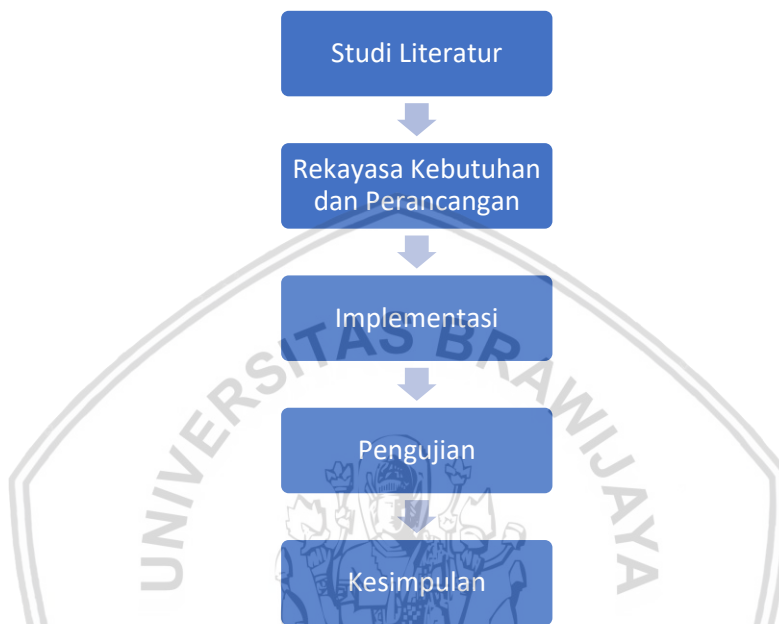 Studi Literatur
Rekayasa Kebutuhan
dan Perancangan
Implementasi
UNIVERSITAS BRAWIJAYA
Pengujian
Kesimpulan